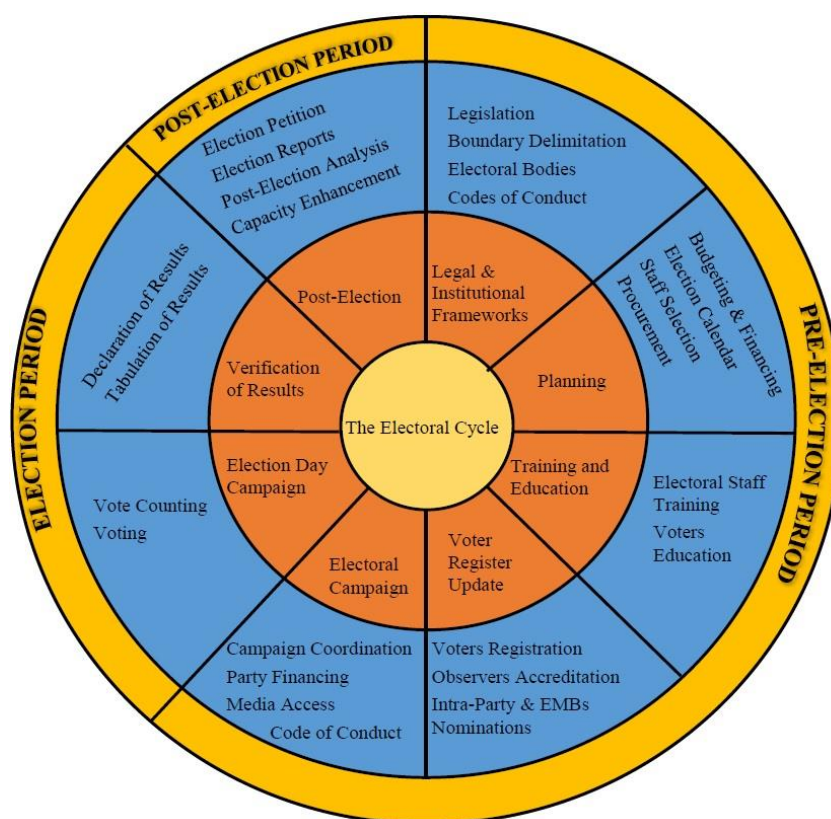 POST-ELECTION PERIOD
Election Petition
Election Reports
Post-Election Analysis
Capacity Enhancement
Legislation
Boundary Delimitation
Electoral Bodies
Codes of Conduct
Budgeting & Financing
Election Calendar
Staff Selection
Procurement
PRE-ELECTION PERIOD
Electoral Staff
Training
Voters
Education
Voters Registration
Observers Accreditation
Intra-Party & EMBs
Nominations
Campaign Coordination
Party Financing
Media Access
Code of Conduct
ELECTION PERIOD
Vote Counting
Voting
Declaration of Results
Tabulation of Results
Post-Election
Legal &
Institutional
Frameworks
Planning
Training and
Education
Voter
Register
Update
Electoral
Campaign
Election Day
Campaign
Verification
of Results
The Electoral Cycle